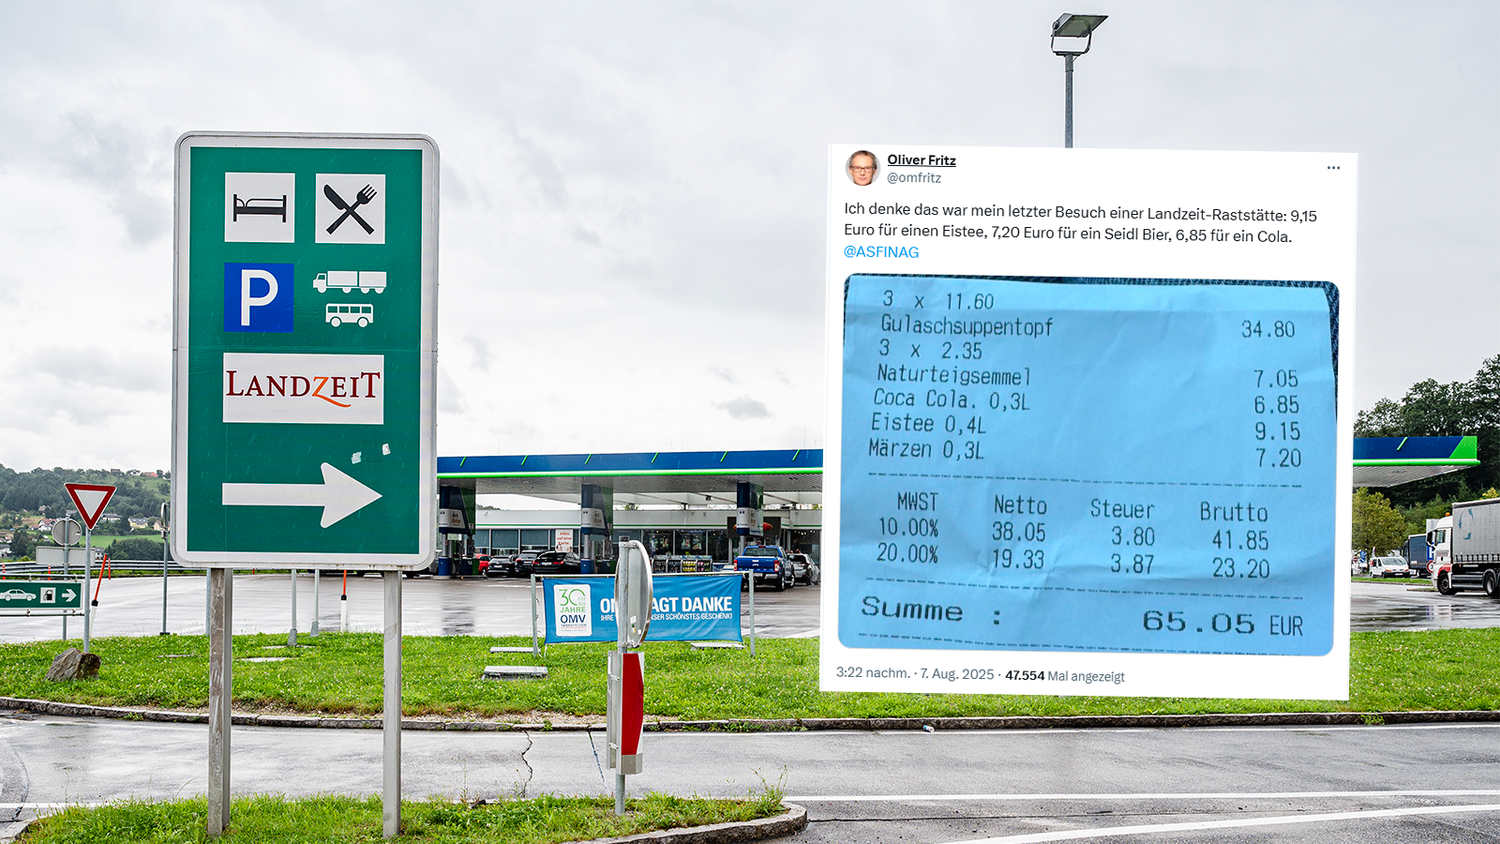 P
LANDZEIT
30
JAHRE
OMV
AGT DANKE
Oliver Fritz
@omfritz
Ich denke das war mein letzter Besuch einer Landzeit-Raststätte: 9,15
Euro für einen Eistee, 7,20 Euro für ein Seidl Bier, 6,85 für ein Cola.
@ASFINAG
3 x 11.60
Gulaschsuppentopf 34.80
3 x 2.35
Naturteigsemmel 7.05
Coca Cola. 0,3L 6.85
Eistee 0,4L 9.15
Märzen 0,3L 7.20
MWST Netto Steuer Brutto
10.00% 38.05 3.80 41.85
20.00% 19.33 3.87 23.20
Summe : 65.05 EUR
3:22 nachm. · 7. Aug. 2025 · 47.554 Mal angezeigt